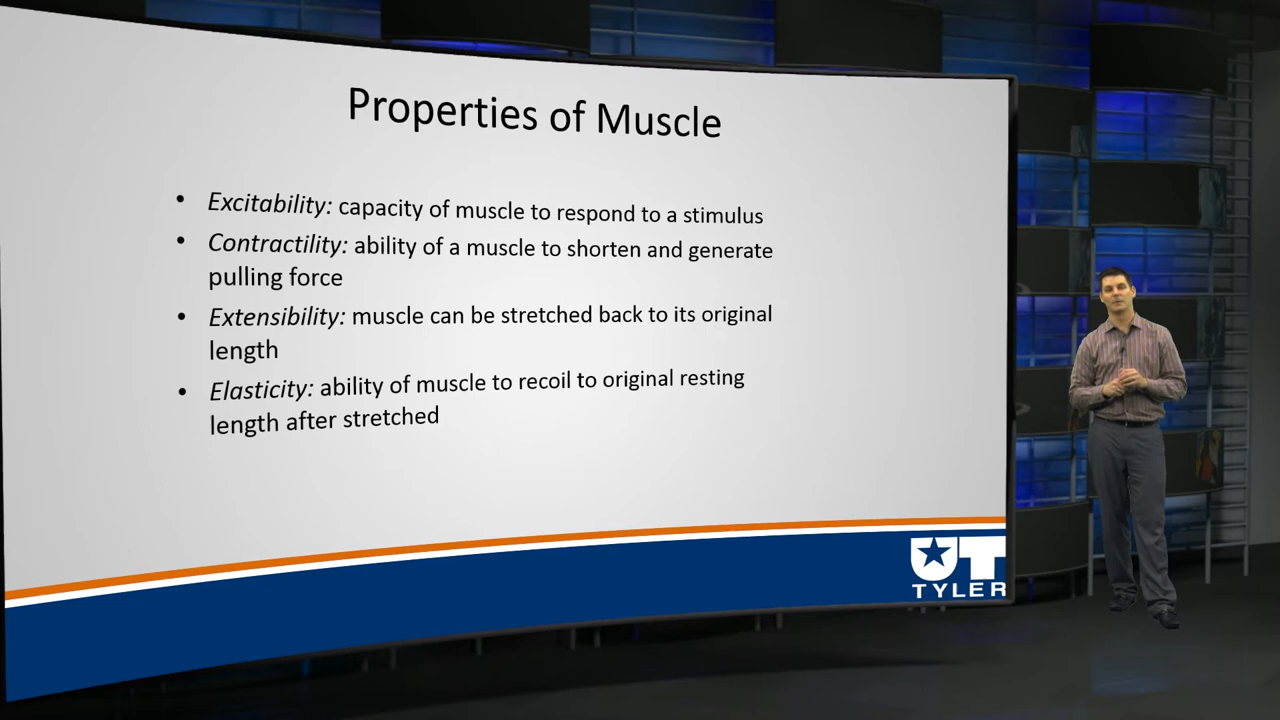 Properties of Muscle
• Excitability: capacity of muscle to respond to a stimulus
• Contractility: ability of a muscle to shorten and generate
pulling force
• Extensibility: muscle can be stretched back to its original
length
• Elasticity: ability of muscle to recoil to original resting
length after stretched
UT
TYLER